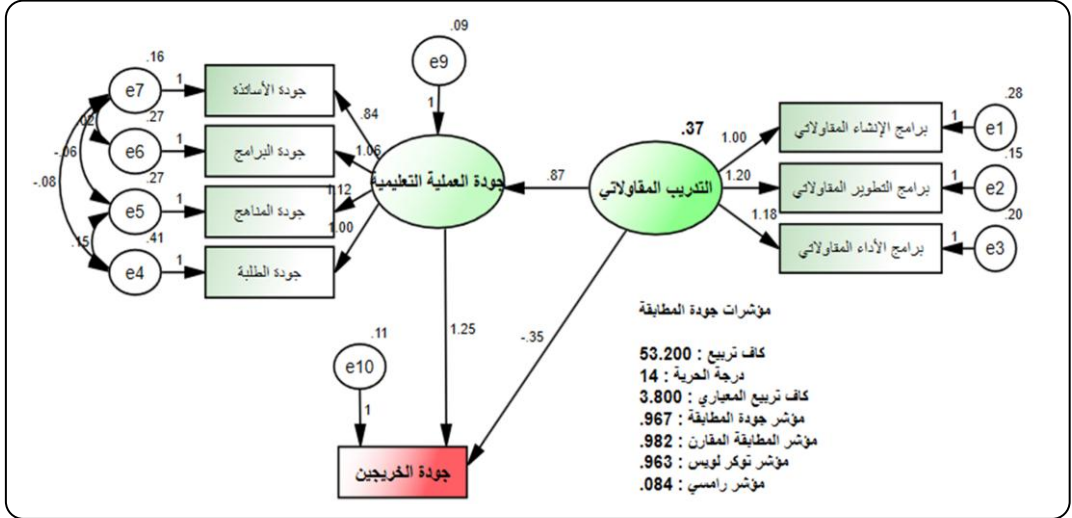 .09
e9
1
.16
e7
1
جودة الأساتذة
.84
.02
.27
e6
1
جودة البرامج
1.06
-.06
-.08
.27
e5
1
جودة المناهج
1.12
.15
.41
e4
1
جودة الطلبة
1.00
جودة العملية التعليمية
.87
.37
التدريب المقاولاتي
1.00
برامج الإنشاء المقاولاتي
1
.28
e1
1.20
برامج التطوير المقاولاتي
1
.15
e2
1.18
برامج الأداء المقاولاتي
1
.20
e3
1.25
-.35
.11
e10
1
جودة الخريجين
مؤشرات جودة المطابقة
كاف تربيع : 53.200
درجة الحرية : 14
كاف تربيع المعياري : 3.800
مؤشر جودة المطابقة : .967
مؤشر المطابقة المقارن : .982
مؤشر توكر لويس : .963
مؤشر رامسي : .084